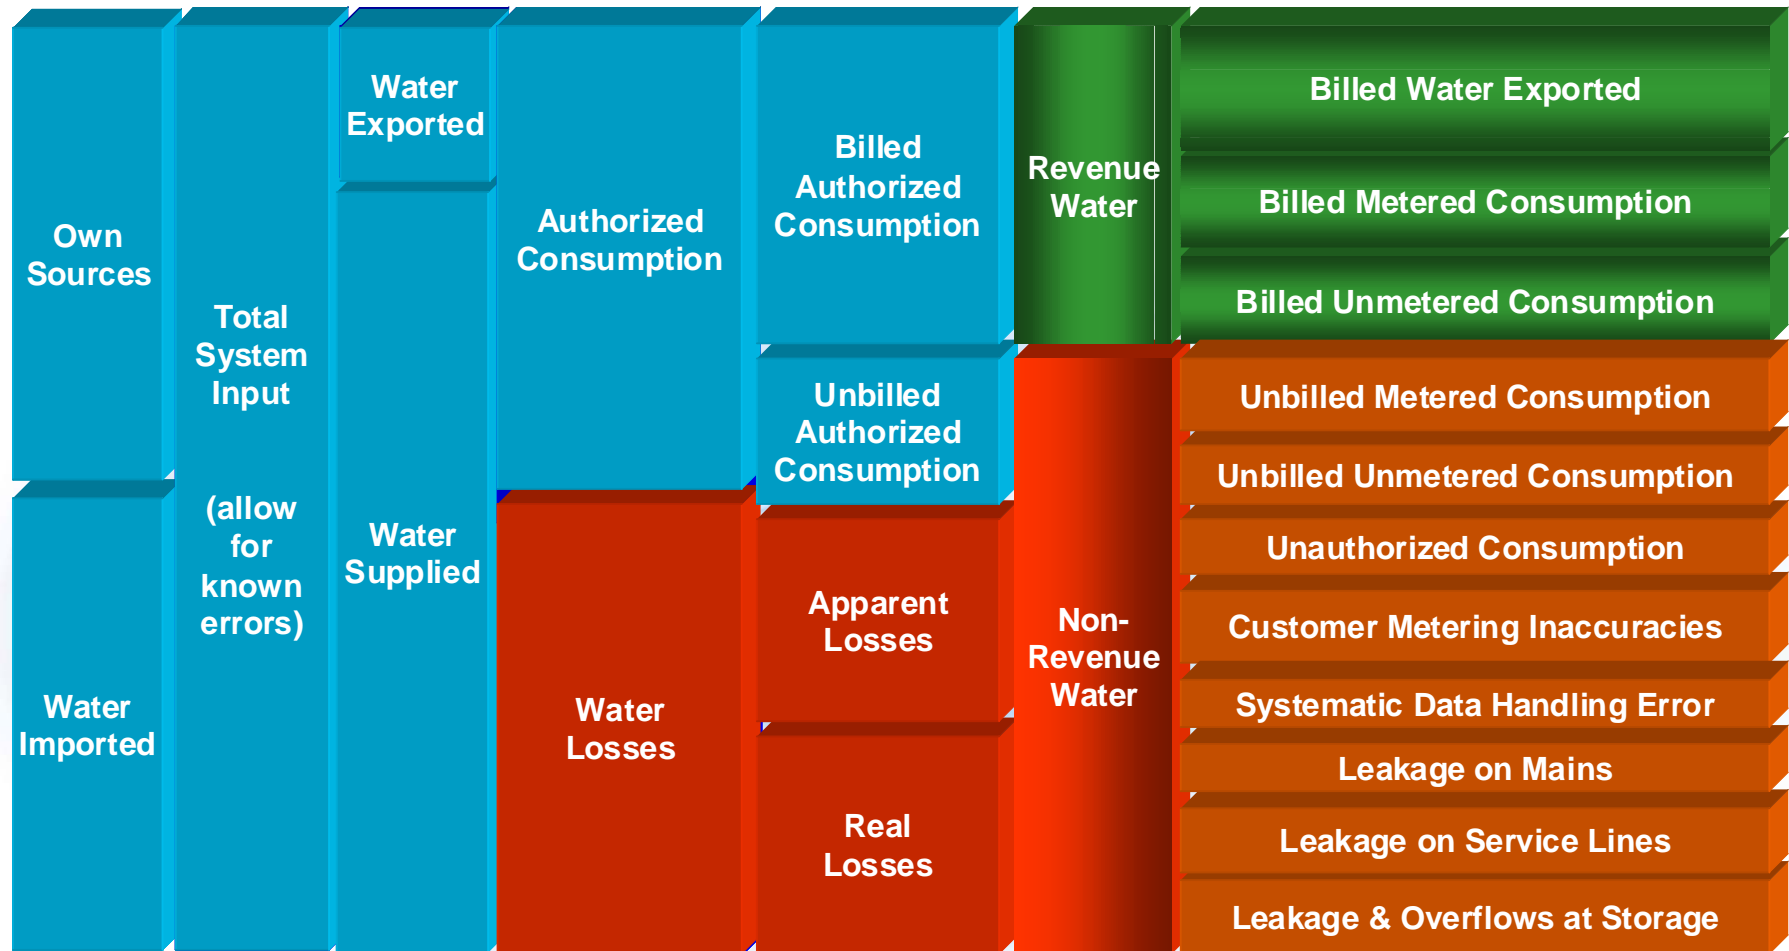 Own
Sources
Water
Imported
Total
System
Input
(allow
for
known
errors)
Water
Exported
Water
Supplied
Authorized
Consumption
Water
Losses
Billed
Authorized
Consumption
Unbilled
Authorized
Consumption
Apparent
Losses
Real
Losses
Revenue
Water
Non-
Revenue
Water
Billed Water Exported
Billed Metered Consumption
Billed Unmetered Consumption
Unbilled Metered Consumption
Unbilled Unmetered Consumption
Unauthorized Consumption
Customer Metering Inaccuracies
Systematic Data Handling Error
Leakage on Mains
Leakage on Service Lines
Leakage & Overflows at Storage